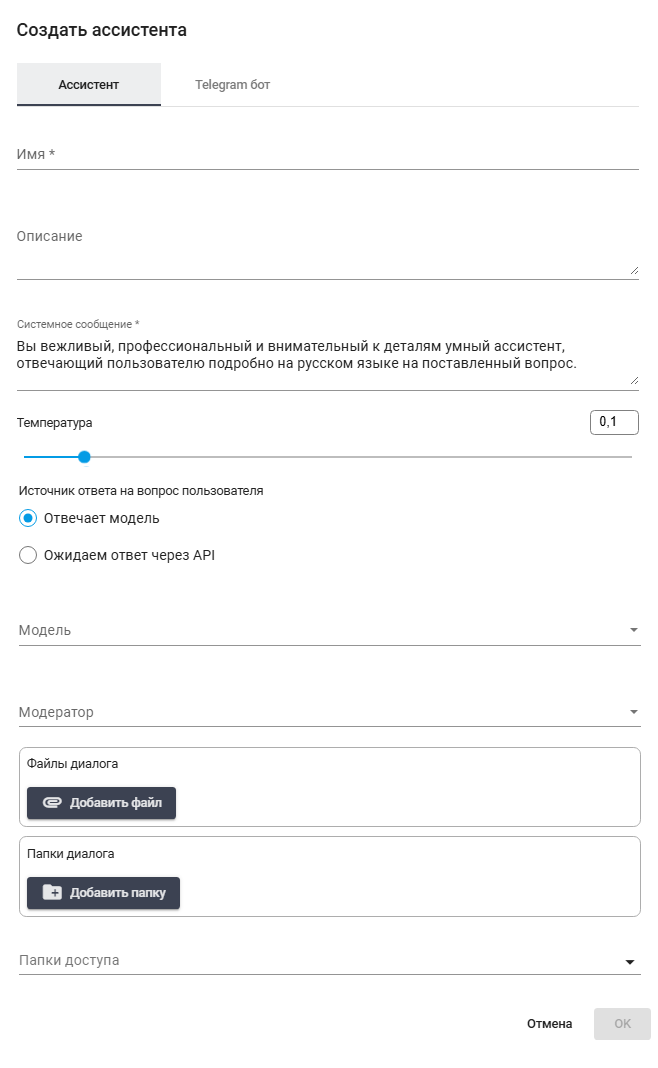 Создать ассистента
Ассистент
Telegram бот
Имя *
Описание
Системное сообщение *
Вы вежливый, профессиональный и внимательный к деталям умный ассистент,
отвечающий пользователю подробно на русском языке на поставленный вопрос.
Температура
0,1
Источник ответа на вопрос пользователя
Отвечает модель
Ожидаем ответ через API
Модель
Модератор
Файлы диалога
Добавить файл
Папки диалога
Добавить папку
Папки доступа
Отмена
OK